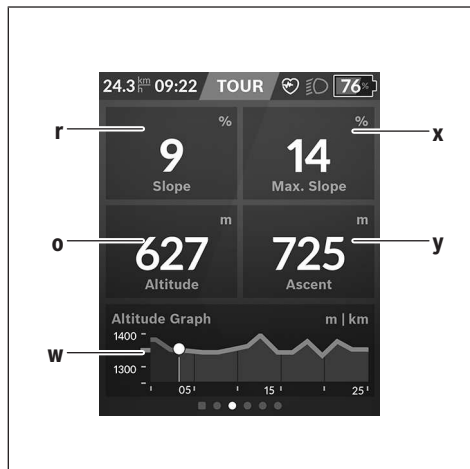 24.3 km/h 09:22 TOUR 76%
r % % x
9 14
Slope Max. Slope
o m m y
627 725
Altitude Ascent
Altitude Graph m | km
1400
w
1300
05 15 25